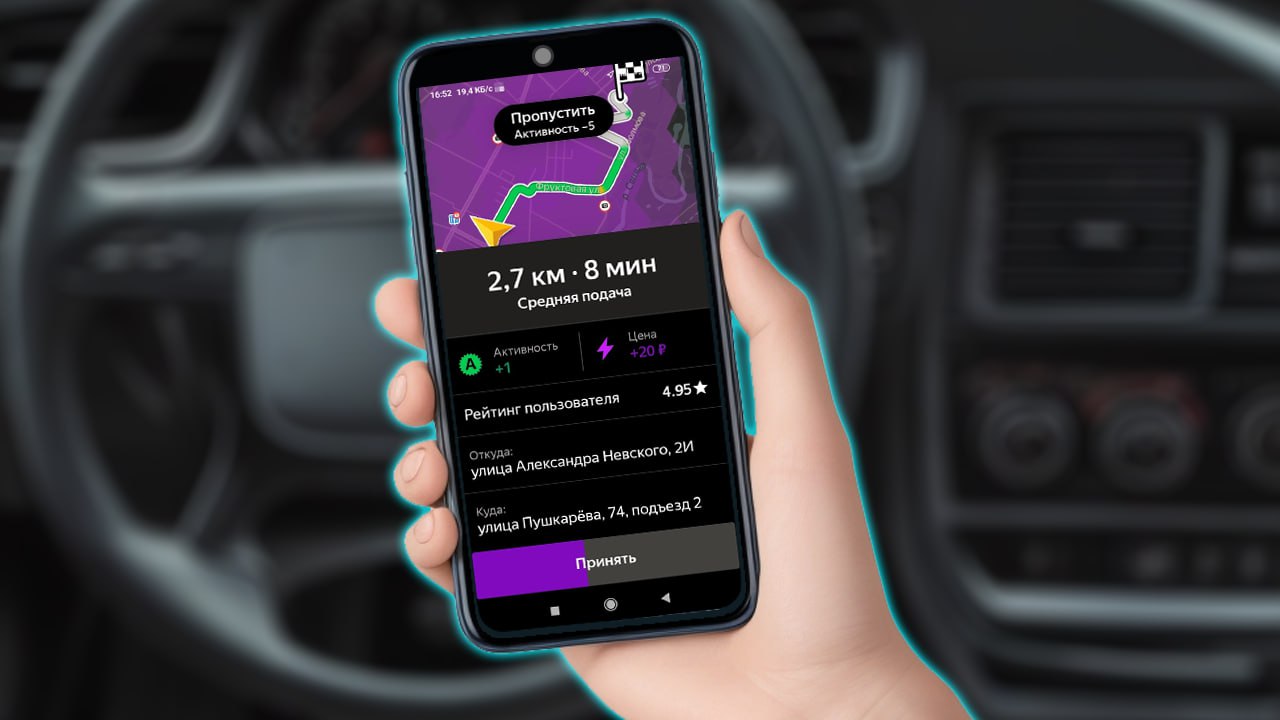 16:52 19,4 КБ/с
71
Пропустить
Активность −5
Фруктовая ул.
2,7 км · 8 мин
Средняя подача
Активность
+1
Цена
+20 ₽
Рейтинг пользователя 4.95
Откуда:
улица Александра Невского, 2И
Куда:
улица Пушкарёва, 74, подъезд 2
Принять